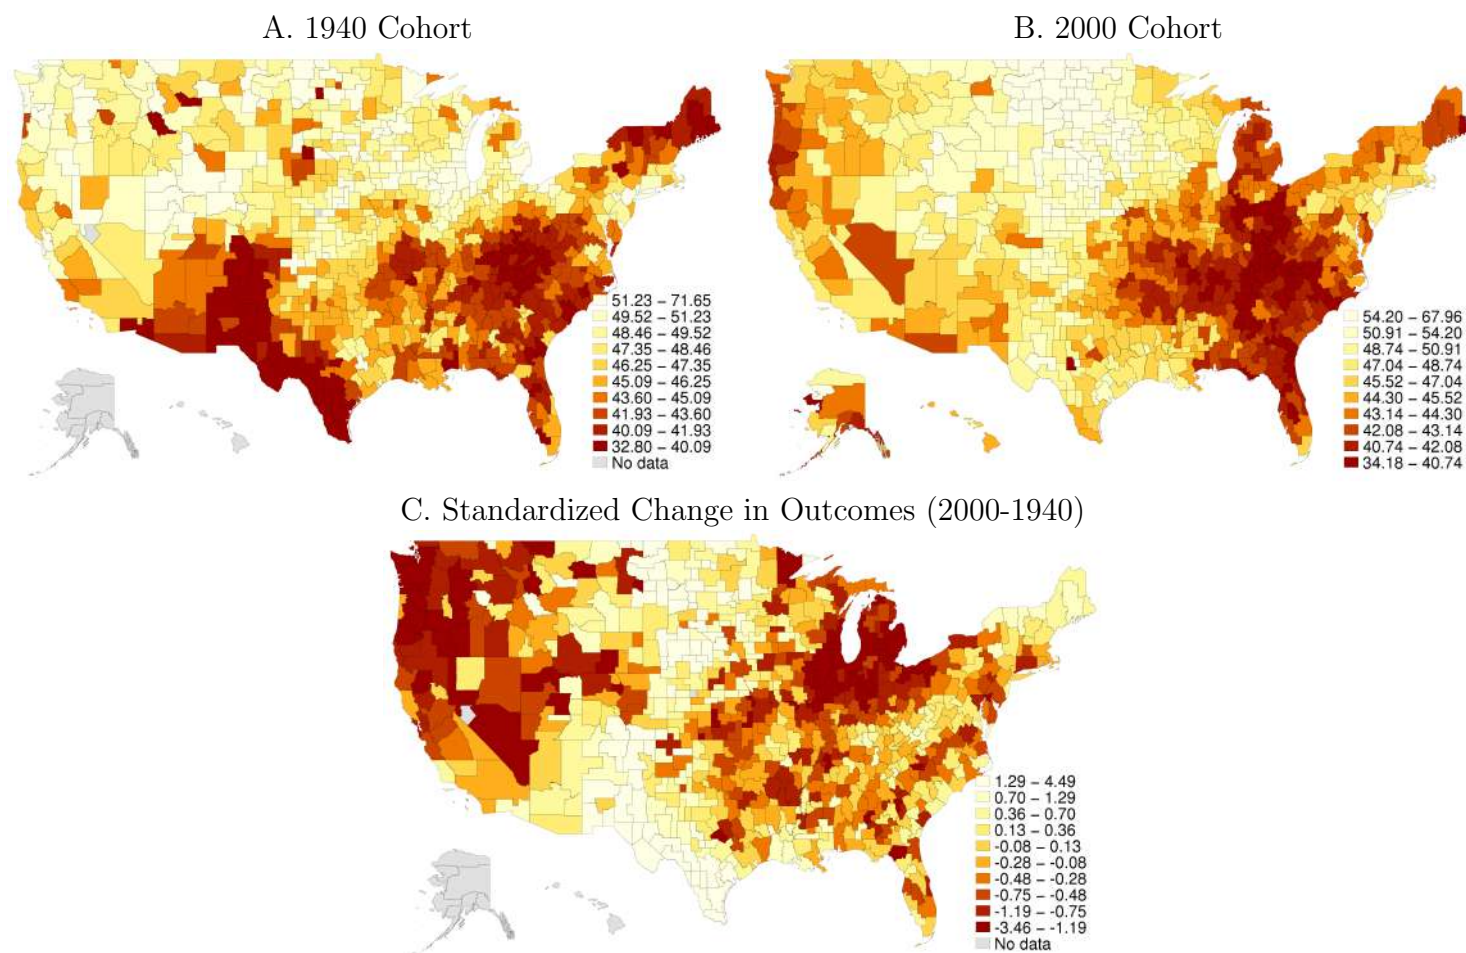 A. 1940 Cohort
B. 2000 Cohort
51.23 – 71.65
49.52 – 51.23
48.46 – 49.52
47.35 – 48.46
46.25 – 47.35
45.09 – 46.25
43.60 – 45.09
41.93 – 43.60
40.09 – 41.93
32.80 – 40.09
No data
54.20 – 67.96
50.91 – 54.20
48.74 – 50.91
47.04 – 48.74
45.52 – 47.04
44.30 – 45.52
43.14 – 44.30
42.08 – 43.14
40.74 – 42.08
34.18 – 40.74
C. Standardized Change in Outcomes (2000-1940)
1.29 – 4.49
0.70 – 1.29
0.36 – 0.70
0.13 – 0.36
-0.08 – 0.13
-0.28 – -0.08
-0.48 – -0.28
-0.75 – -0.48
-1.19 – -0.75
-3.46 – -1.19
No data